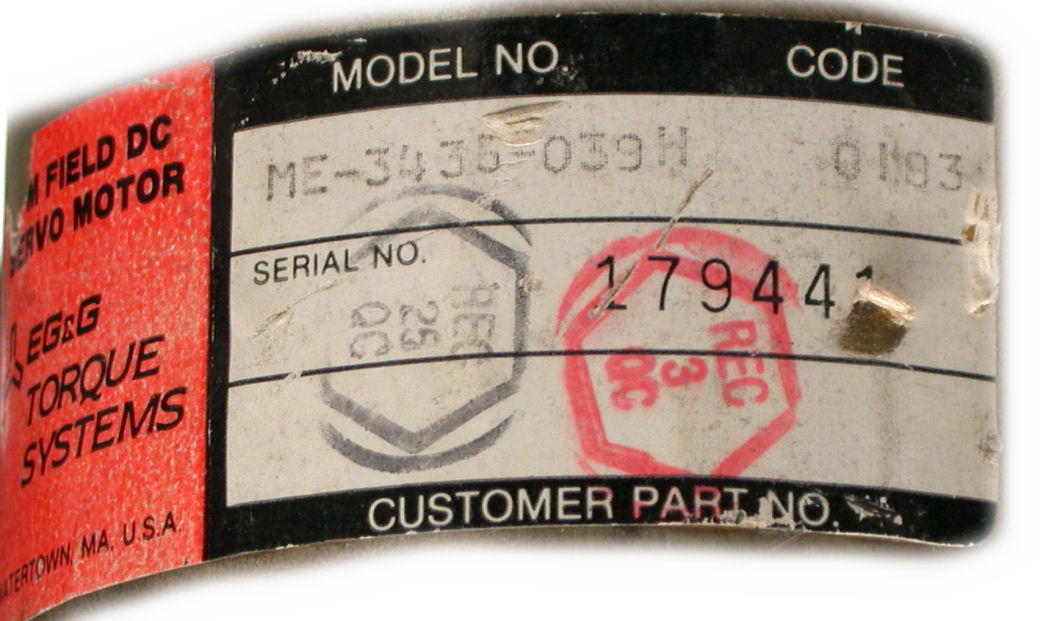 M FIELD DC
SERVO MOTOR
EG&G
TORQUE
SYSTEMS
WATERTOWN, MA, U.S.A.
MODEL NO. CODE
ME-3435-039H 0183
SERIAL NO. 179441
REC
25
QC
REC
3
QC
CUSTOMER PART NO.